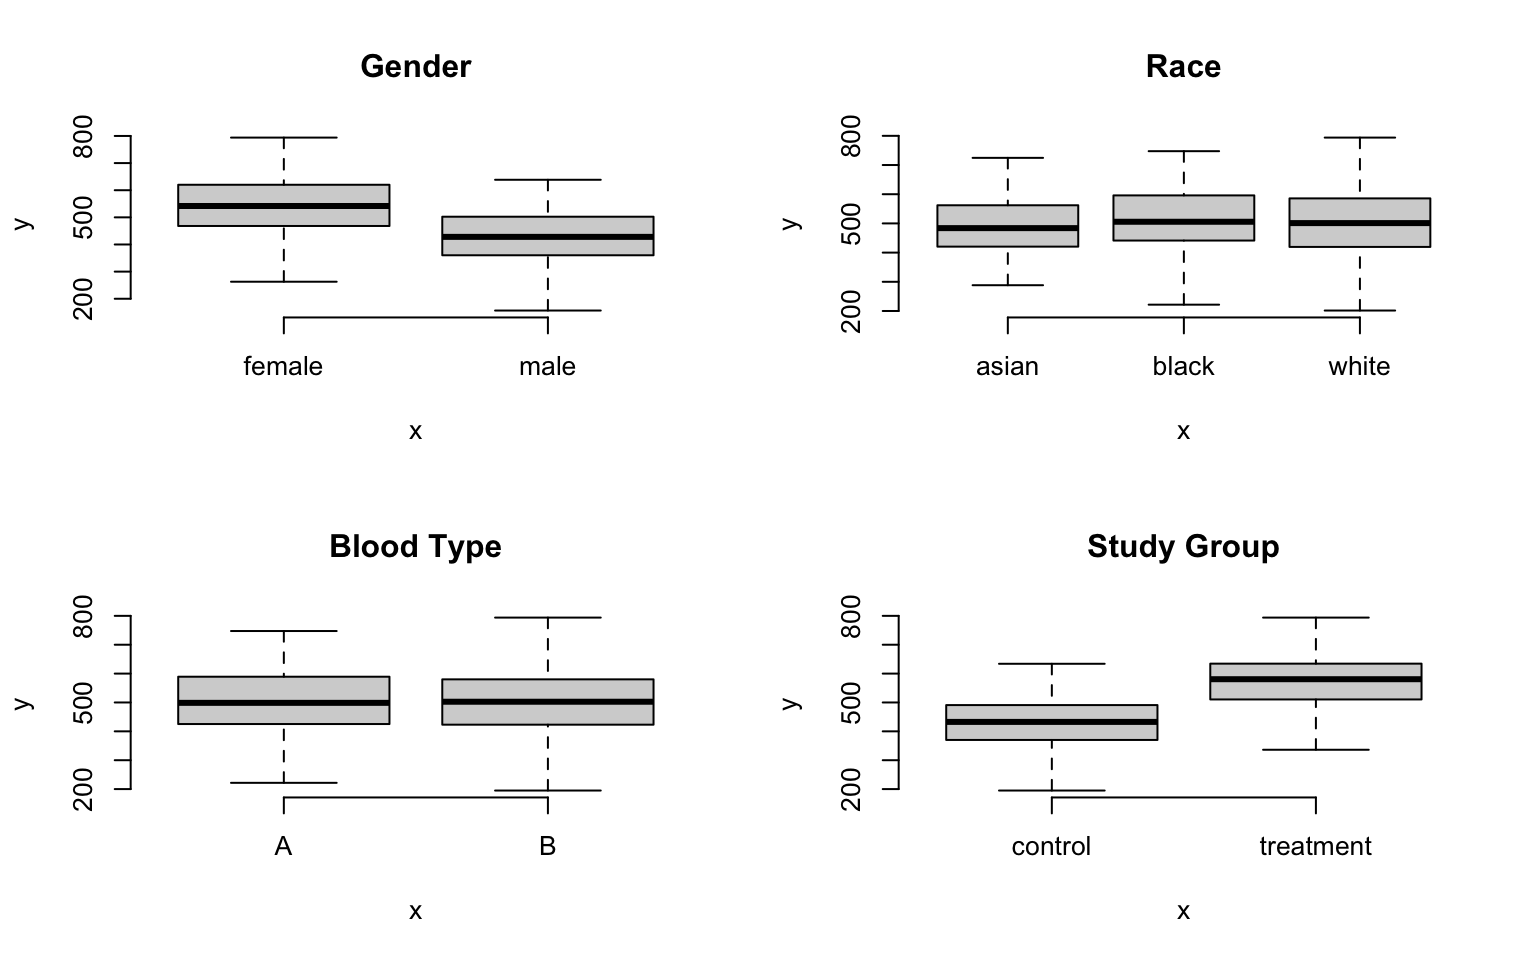 Gender
800
500
200
y
female male
x
Race
800
500
200
y
asian black white
x
Blood Type
800
500
200
y
A B
x
Study Group
800
500
200
y
control treatment
x